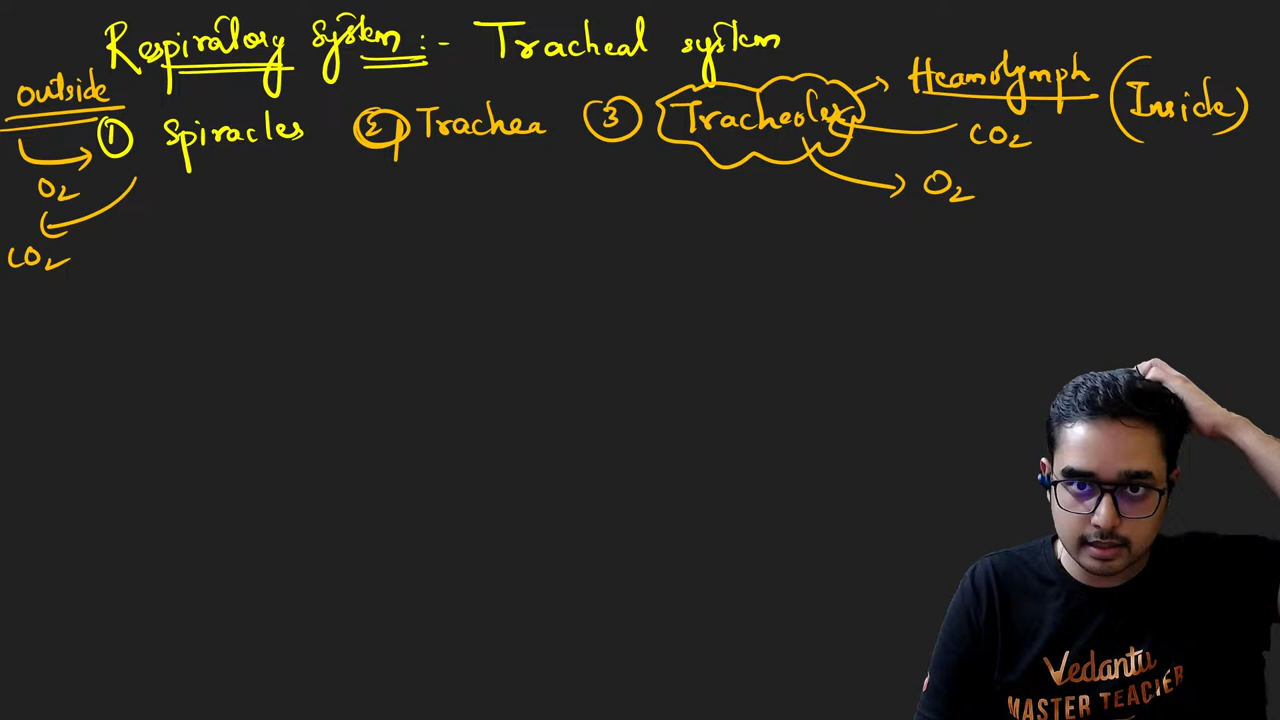 Respiratory system :- Tracheal system
outside
① Spiracles ② Trachea ③ Tracheoles
Heamolymph (Inside)
CO₂
O₂
O₂
CO₂
Vedantu
MASTER TEACHER